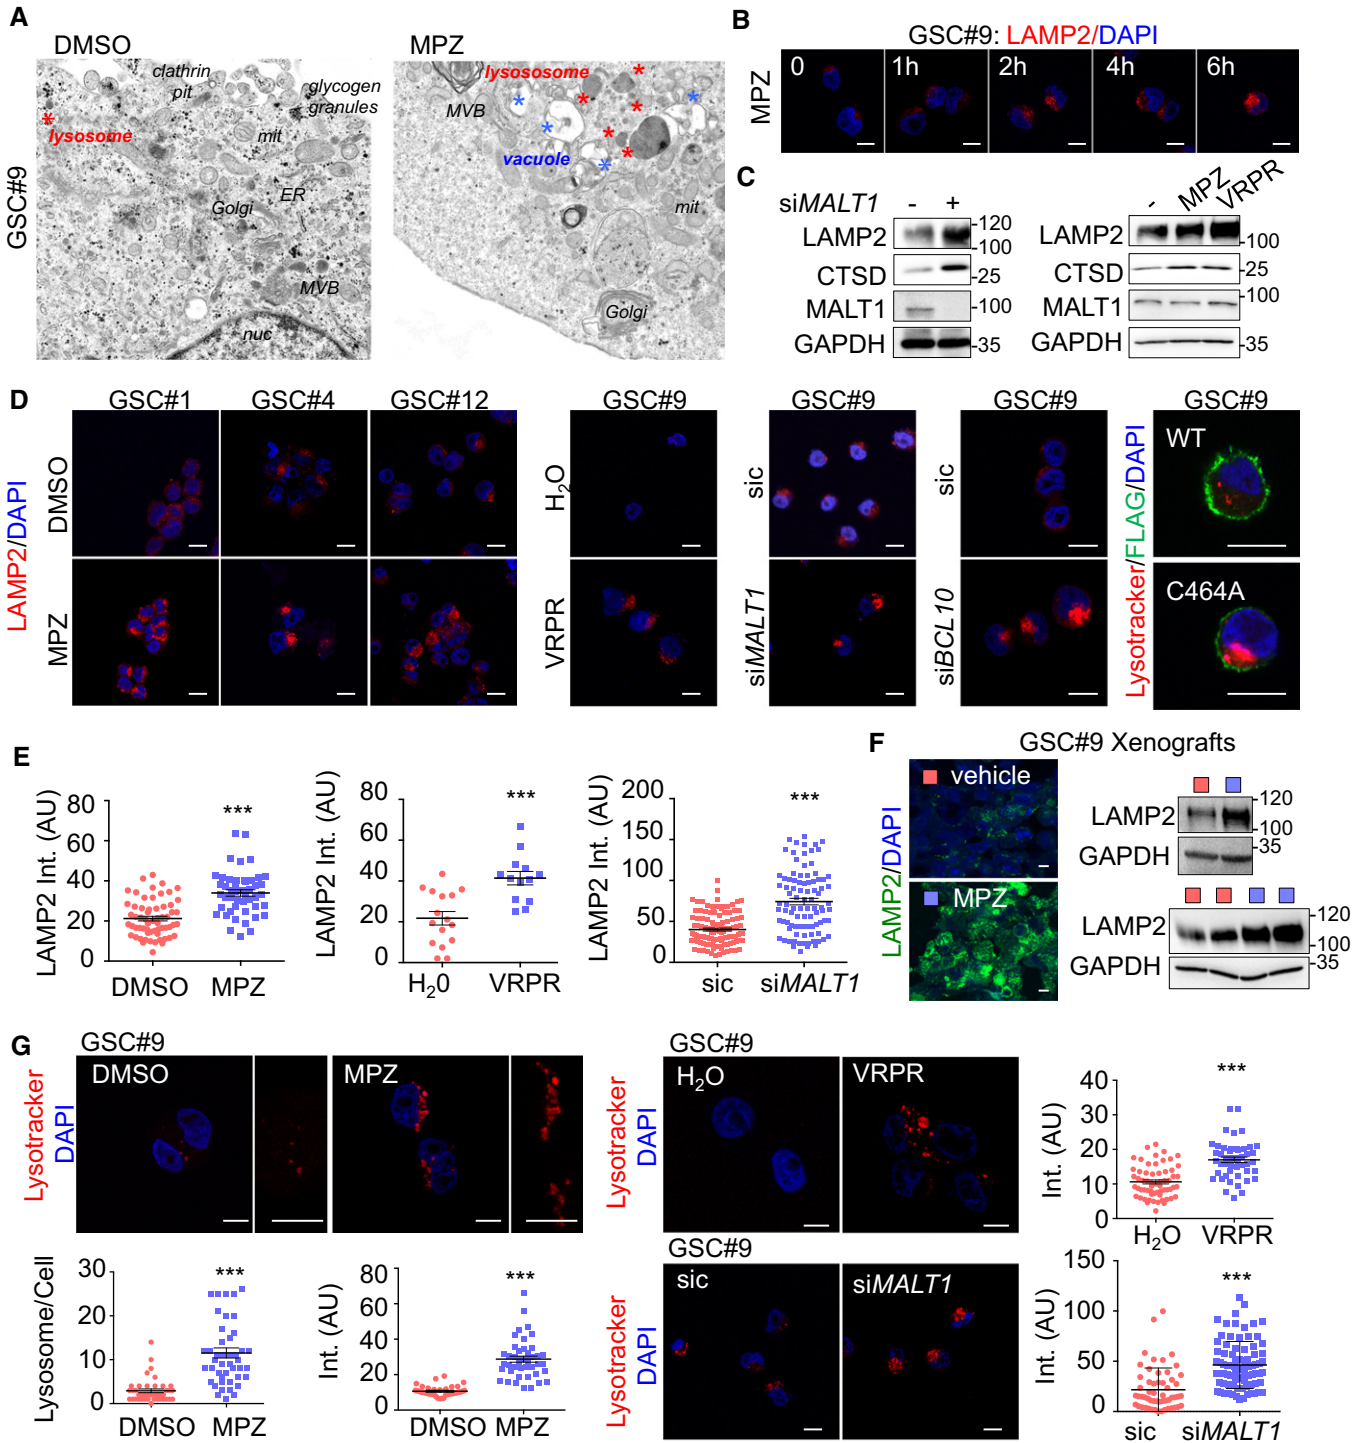 A
DMSO
MPZ
GSC#9
clathrin
pit
glycogen
granules
*
lysosome
mit
Golgi
ER
MVB
nuc
lysososome
MVB
vacuole
mit
Golgi
B
GSC#9: LAMP2/DAPI
MPZ
0
1h
2h
4h
6h
C
siMALT1
-
+
LAMP2
-120
100
CTSD
-25
MALT1
-100
GAPDH
-35
-
MPZ
VRPR
LAMP2
-100
CTSD
-25
MALT1
-100
GAPDH
-35
D
LAMP2/DAPI
GSC#1
GSC#4
GSC#12
GSC#9
GSC#9
GSC#9
GSC#9
DMSO
MPZ
H2O
VRPR
sic
siMALT1
sic
siBCL10
Lysotracker/FLAG/DAPI
WT
C464A
E
LAMP2 Int. (AU)
80
60
40
20
0
***
DMSO
MPZ
LAMP2 Int. (AU)
80
60
40
20
0
***
H20
VRPR
LAMP2 Int. (AU)
200
150
100
50
0
***
sic
siMALT1
F
GSC#9 Xenografts
LAMP2/DAPI
vehicle
MPZ
LAMP2
-120
100
GAPDH
-35
LAMP2
-120
100
GAPDH
-35
G
GSC#9
Lysotracker
DAPI
DMSO
MPZ
Lysosome/Cell
30
20
10
0
***
DMSO
MPZ
Int. (AU)
80
60
40
20
0
***
DMSO
MPZ
GSC#9
Lysotracker
DAPI
H2O
VRPR
Int. (AU)
40
30
20
10
0
***
H2O
VRPR
GSC#9
Lysotracker
DAPI
sic
siMALT1
Int. (AU)
150
100
50
0
***
sic
siMALT1